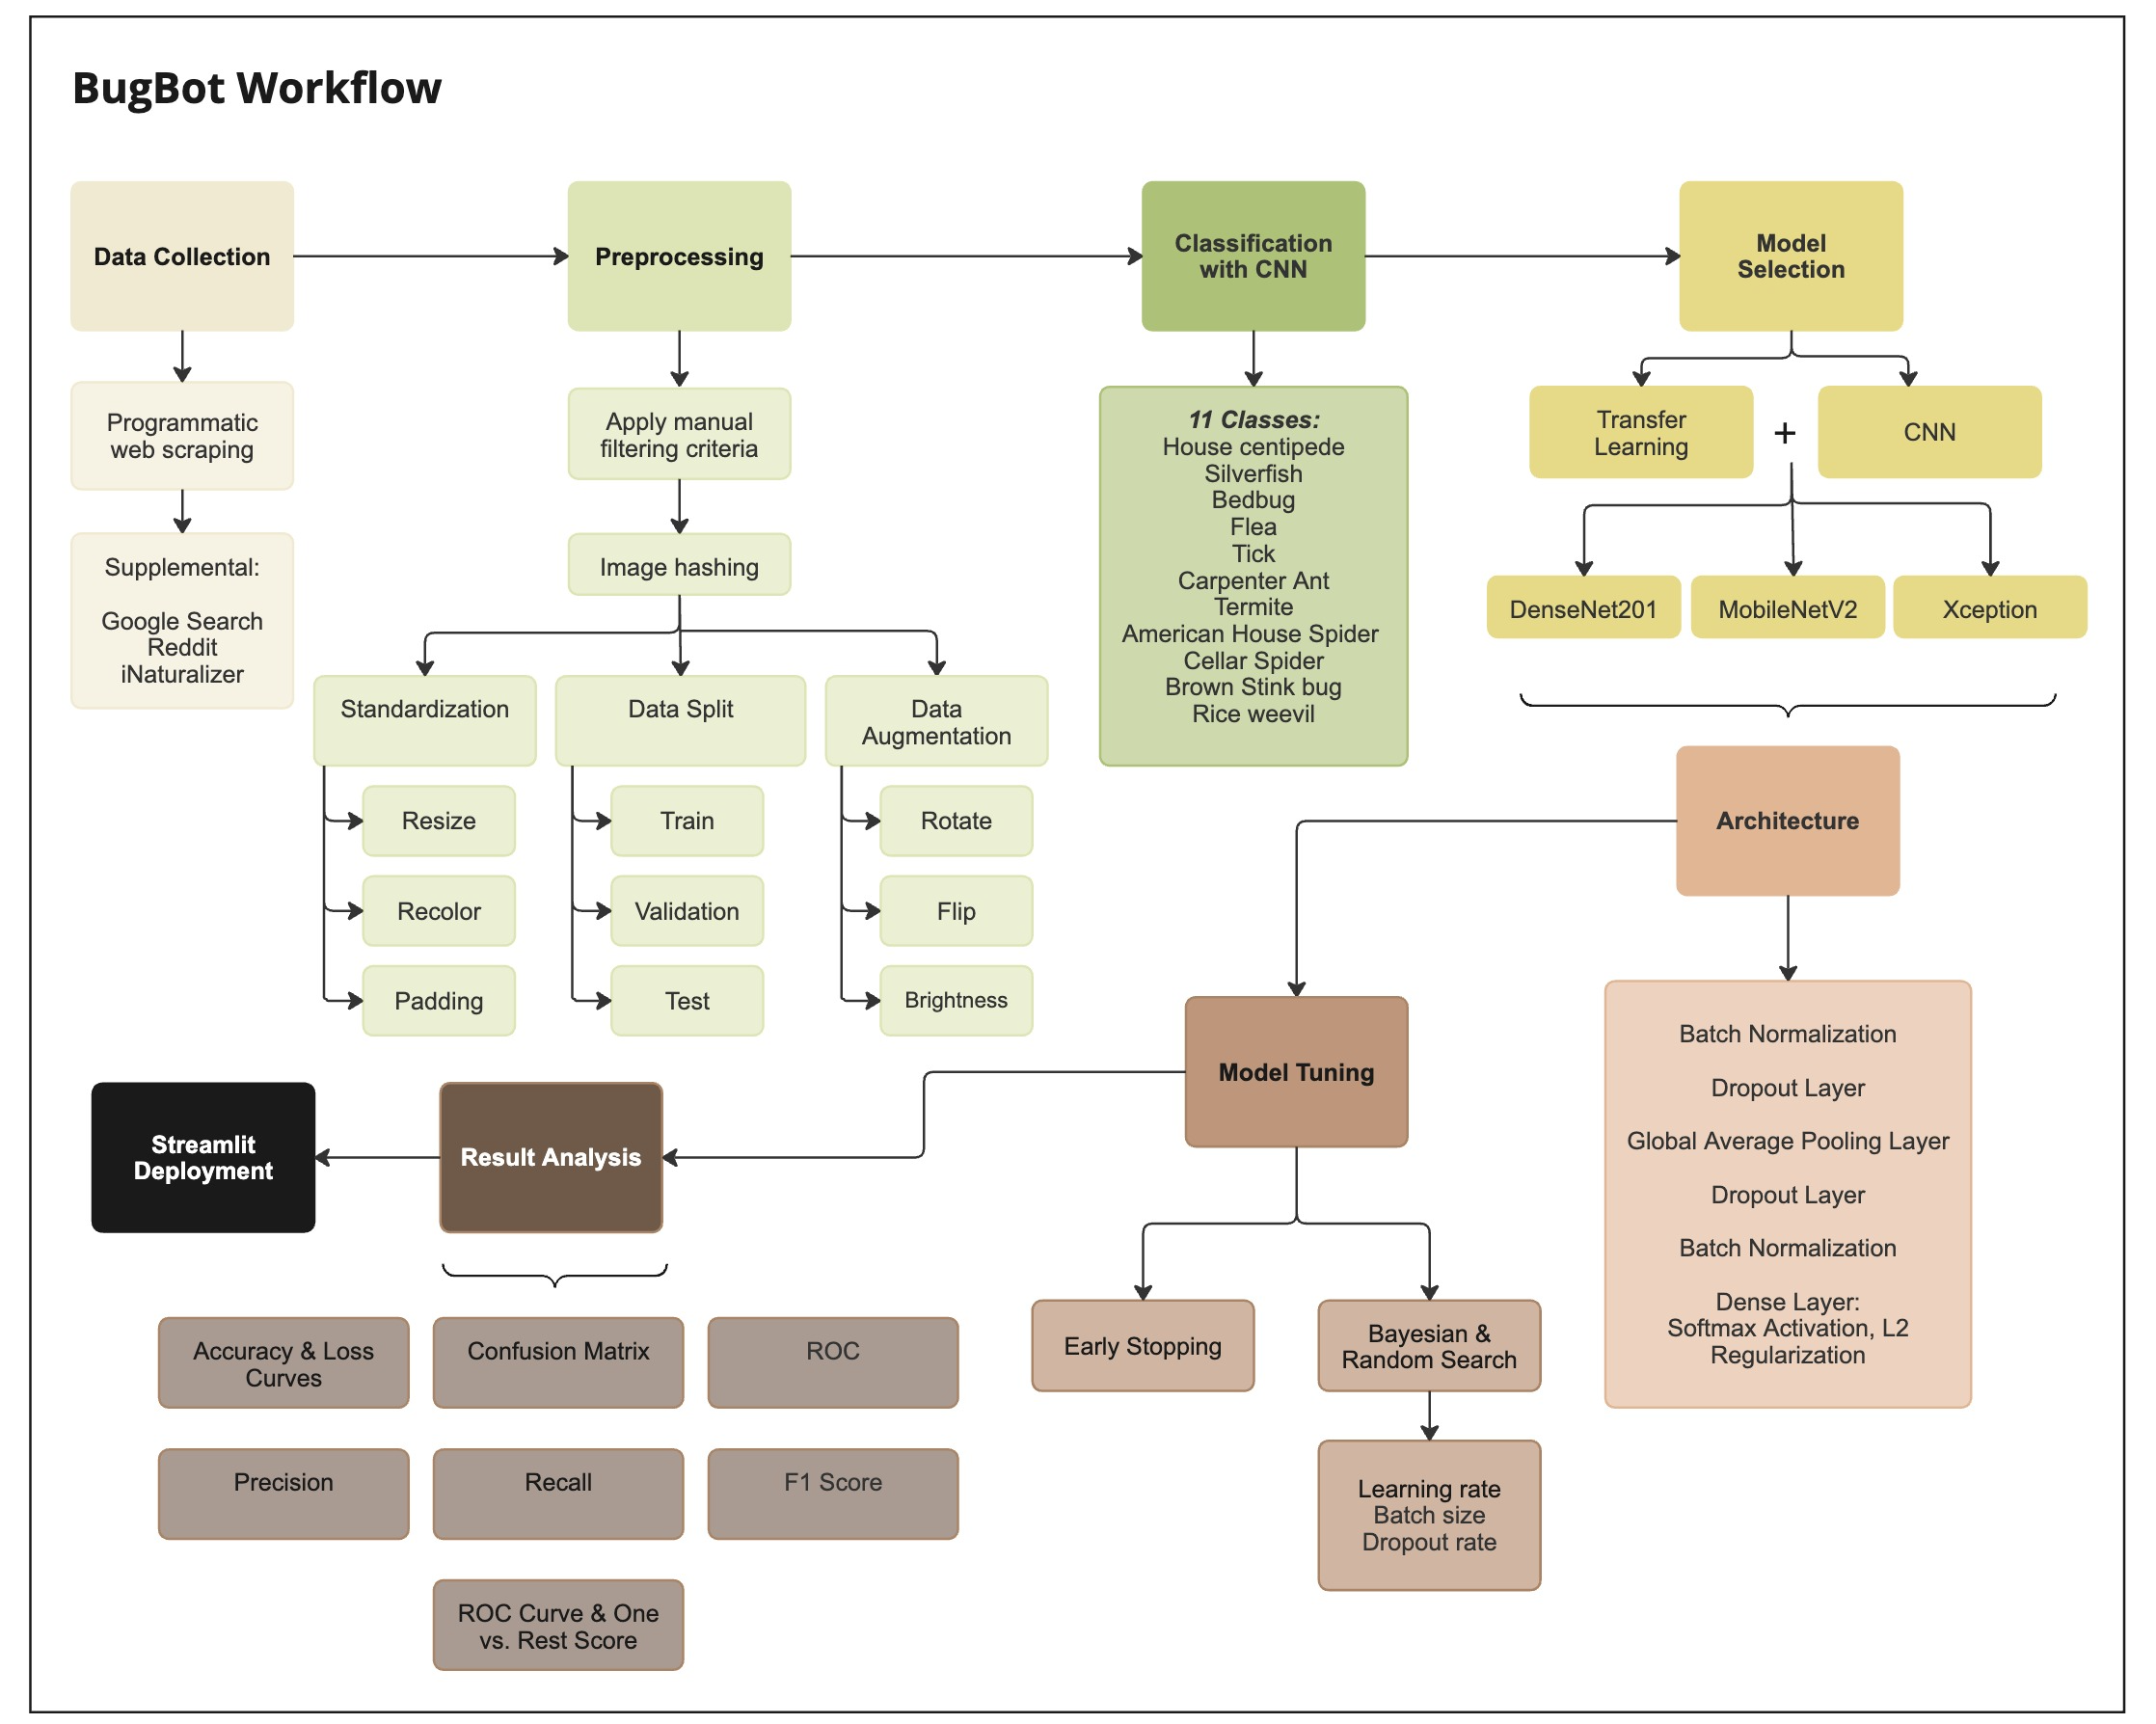 BugBot Workflow
Data Collection
Preprocessing
Classification
with CNN
Model
Selection
Programmatic
web scraping
Supplemental:
Google Search
Reddit
iNaturalizer
Apply manual
filtering criteria
Image hashing
Standardization
Data Split
Data
Augmentation
Resize
Recolor
Padding
Train
Validation
Test
Rotate
Flip
Brightness
11 Classes:
House centipede
Silverfish
Bedbug
Flea
Tick
Carpenter Ant
Termite
American House Spider
Cellar Spider
Brown Stink bug
Rice weevil
Transfer
Learning
+
CNN
DenseNet201
MobileNetV2
Xception
Architecture
Batch Normalization
Dropout Layer
Global Average Pooling Layer
Dropout Layer
Batch Normalization
Dense Layer:
Softmax Activation, L2
Regularization
Model Tuning
Early Stopping
Bayesian &
Random Search
Learning rate
Batch size
Dropout rate
Result Analysis
Streamlit
Deployment
Accuracy & Loss
Curves
Confusion Matrix
ROC
Precision
Recall
F1 Score
ROC Curve & One
vs. Rest Score